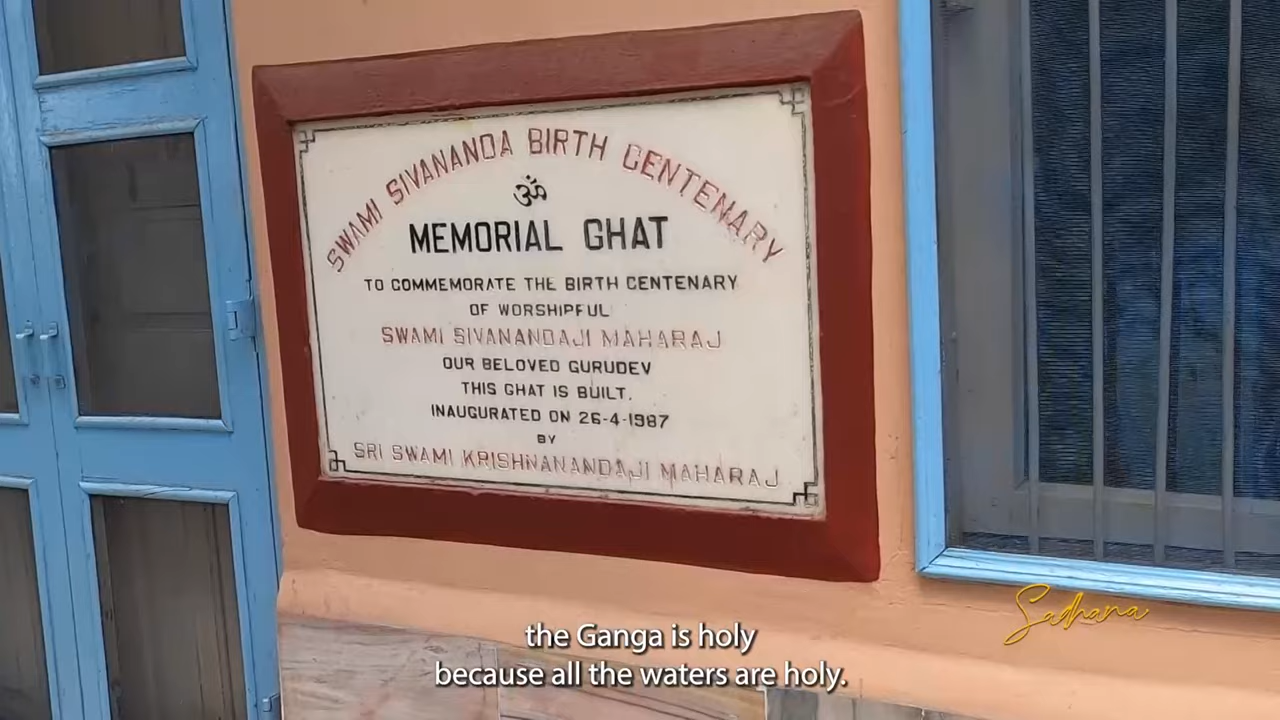 SWAMI SIVANANDA BIRTH CENTENARY
ॐ
MEMORIAL GHAT
TO COMMEMORATE THE BIRTH CENTENARY
OF WORSHIPFUL
SWAMI SIVANANDAJI MAHARAJ
OUR BELOVED GURUDEV
THIS GHAT IS BUILT.
INAUGURATED ON 26-4-1987
BY
SRI SWAMI KRISHNANANDAJI MAHARAJ
Sadhana
the Ganga is holy
because all the waters are holy.